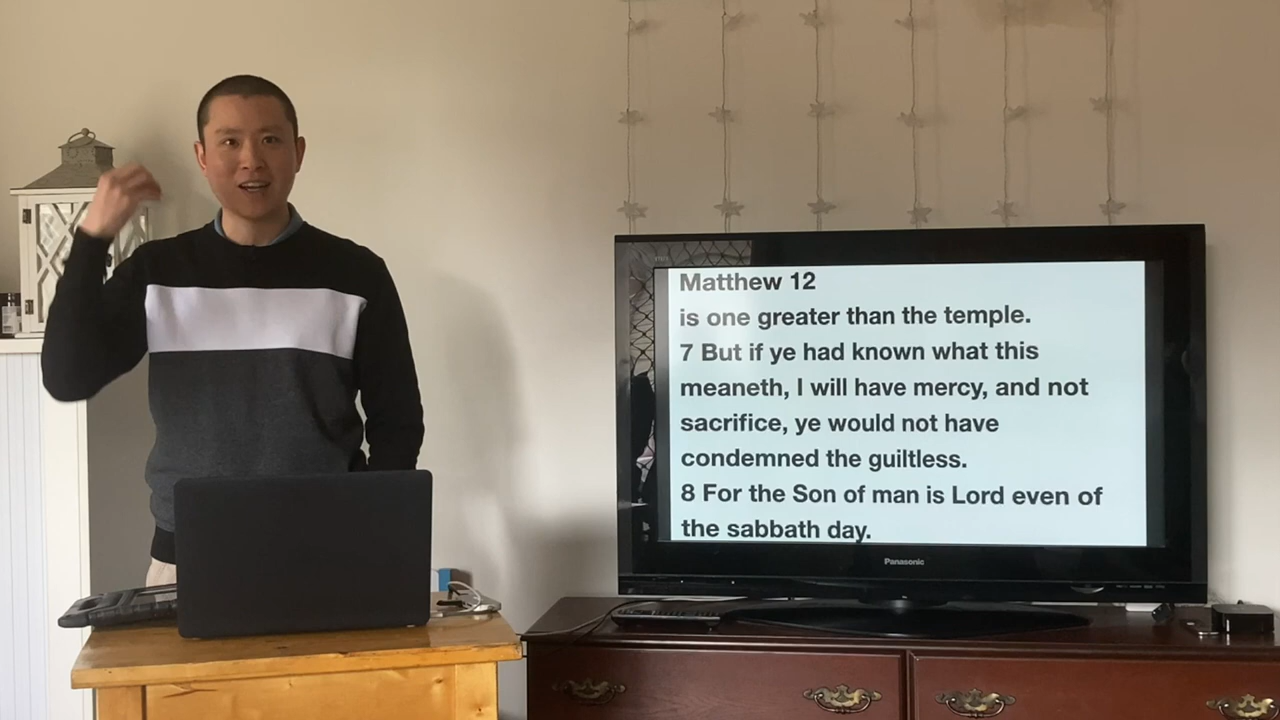 Matthew 12
is one greater than the temple.
7 But if ye had known what this
meaneth, I will have mercy, and not
sacrifice, ye would not have
condemned the guiltless.
8 For the Son of man is Lord even of
the sabbath day.
Panasonic